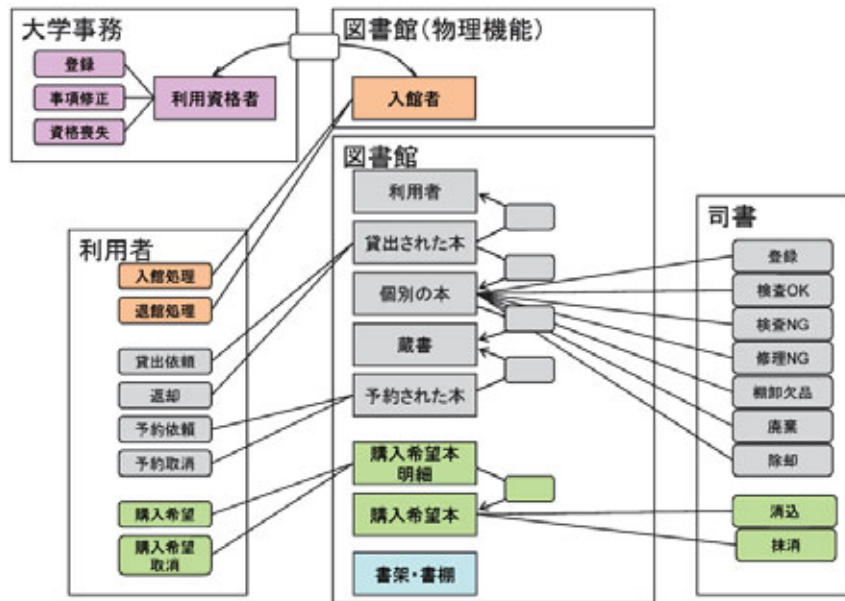 大学事務
登録
事項修正
資格喪失
利用資格者
図書館(物理機能)
入館者
図書館
利用者
貸出された本
個別の本
蔵書
予約された本
購入希望本
明細
購入希望本
書架・書棚
利用者
入館処理
退館処理
貸出依頼
返却
予約依頼
予約取消
購入希望
購入希望
取消
司書
登録
検査OK
検査NG
修理NG
棚卸欠品
廃棄
除却
消込
抹消